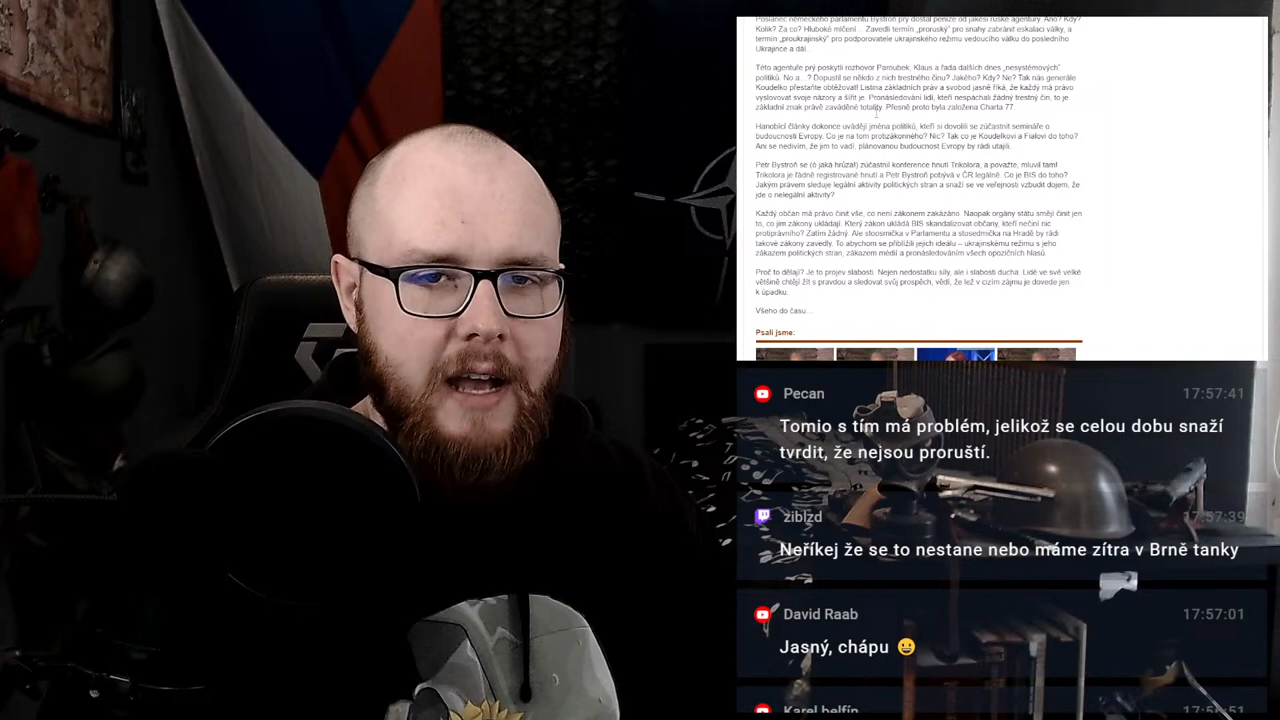 Poslanec německého parlamentu Bystroň prý dostal peníze od jakési ruské agentury. Ano? Kdy?
Kolik? Za co? Hluboké mlčení… Zavedli termín „proruský“ pro snahy zabránit eskalaci války, a
termín „proukrajinský“ pro podporovatele ukrajinského režimu vedoucího válku do posledního
Ukrajince a dál...
Této agentuře prý poskytli rozhovor Paroubek, Klaus a řada dalších dnes „nesystémových“
politiků. No a…? Dopustil se někdo z nich trestného činu? Jakého? Kdy? Ne? Tak nás generále
Koudelko přestaňte obtěžovat! Listina základních práv a svobod jasně říká, že každý má právo
vyslovovat svoje názory a šířit je. Pronásledování lidí, kteří nespáchali žádný trestný čin, to je
základní znak právě zaváděné totality. Přesně proto byla založena Charta 77.
Hanobící články dokonce uvádějí jména politiků, kteří si dovolili se zúčastnit semináře o
budoucnosti Evropy. Co je na tom protizákonného? Nic? Tak co je Koudelkovi a Fialovi do toho?
Ani se nedivím, že jim to vadí, plánovanou budoucnost Evropy by rádi utajili.
Petr Bystroň se (ó jaká hrůza!) zúčastnil konference hnutí Trikolora, a považte, mluvil tam!
Trikolora je řádně registrované hnutí a Petr Bystroň pobývá v ČR legálně. Co je BIS do toho?
Jakým právem sleduje legální aktivity politických stran a snaží se ve veřejnosti vzbudit dojem, že
jde o nelegální aktivity?
Každý občan má právo činit vše, co není zákonem zakázáno. Naopak orgány státu smějí činit jen
to, co jim zákony ukládají. Který zákon ukládá BIS skandalizovat občany, kteří nečiní nic
protiprávního? Zatím žádný. Ale stoosmička v Parlamentu a stosedmička na Hradě by rádi
takové zákony zavedly. To abychom se přiblížili jejich ideálu – ukrajinskému režimu s jeho
zákazem politických stran, zákazem médií a pronásledováním všech opozičních hlasů.
Proč to dělají? Je to projev slabosti. Nejen nedostatku síly, ale i slabosti ducha. Lidé ve své velké
většině chtějí žít s pravdou a sledovat svůj prospěch, vědí, že lež v cizím zájmu je dovede jen
k úpadku.
Všeho do času…
Psali jsme:
Pecan 17:57:41
Tomio s tím má problém, jelikož se celou dobu snaží
tvrdit, že nejsou proruští.
ziblzd 17:57:39
Neříkej že se to nestane nebo máme zítra v Brně tanky
David Raab 17:57:01
Jasný, chápu 😃
Karel belfín